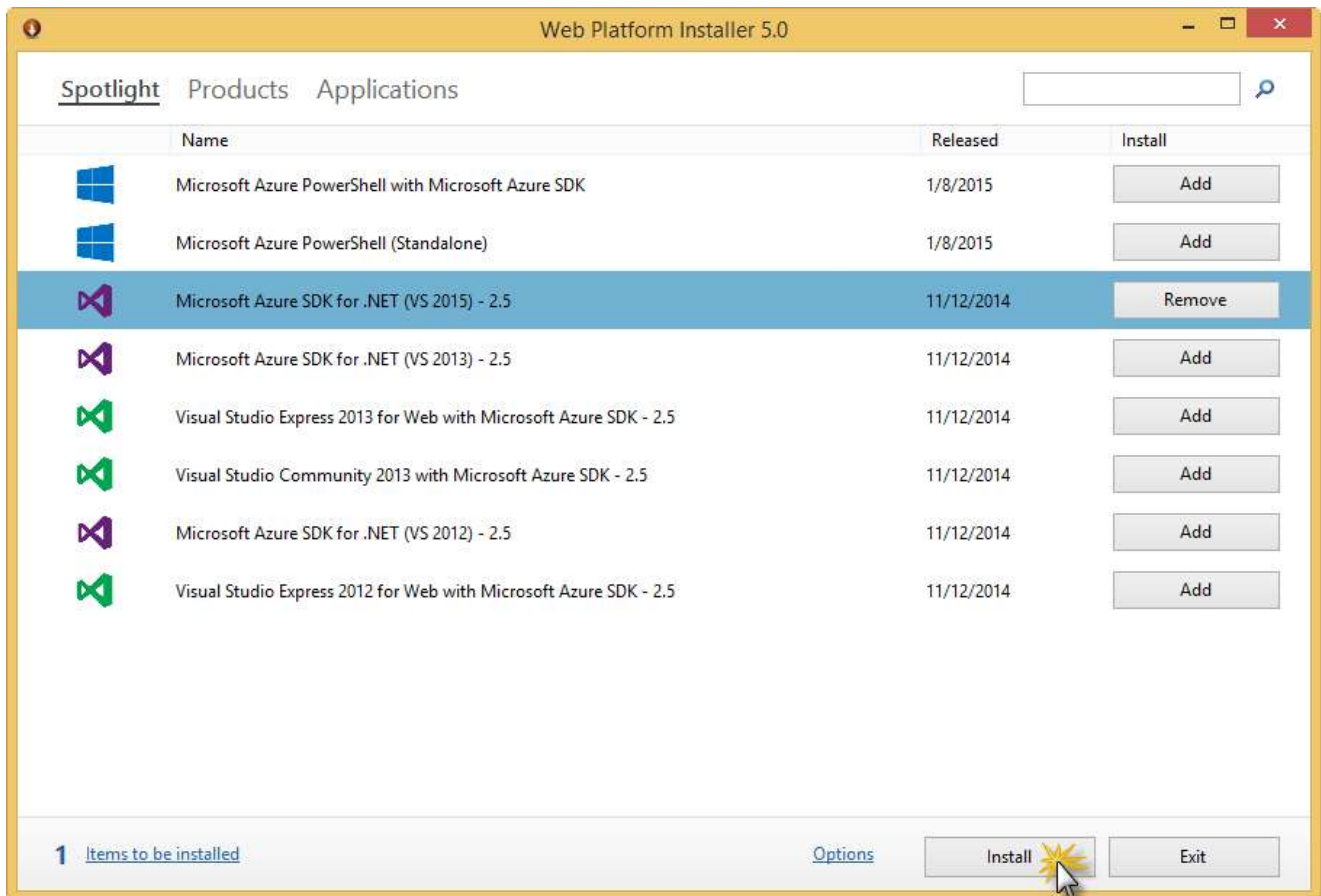 Web Platform Installer 5.0
Spotlight Products Applications
Name Released Install
Microsoft Azure PowerShell with Microsoft Azure SDK 1/8/2015 Add
Microsoft Azure PowerShell (Standalone) 1/8/2015 Add
Microsoft Azure SDK for .NET (VS 2015) - 2.5 11/12/2014 Remove
Microsoft Azure SDK for .NET (VS 2013) - 2.5 11/12/2014 Add
Visual Studio Express 2013 for Web with Microsoft Azure SDK - 2.5 11/12/2014 Add
Visual Studio Community 2013 with Microsoft Azure SDK - 2.5 11/12/2014 Add
Microsoft Azure SDK for .NET (VS 2012) - 2.5 11/12/2014 Add
Visual Studio Express 2012 for Web with Microsoft Azure SDK - 2.5 11/12/2014 Add
1 Items to be installed Options Install Exit